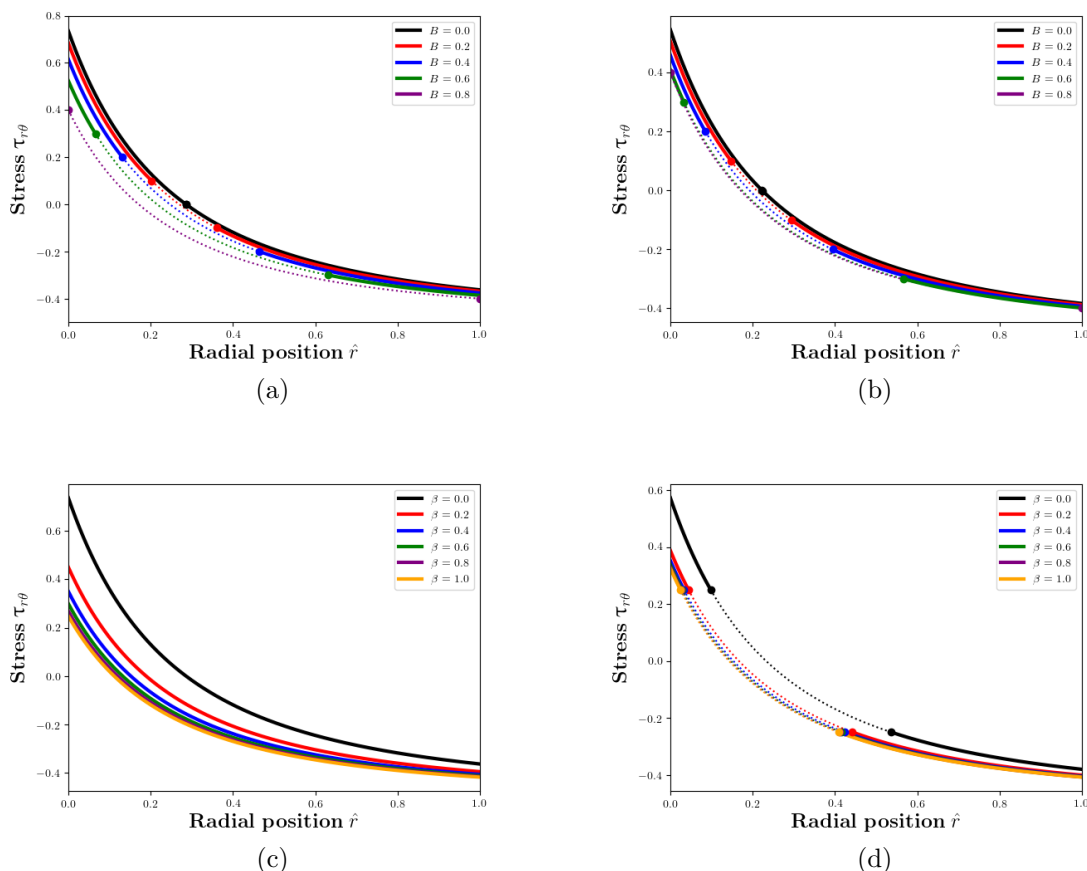 0.8
0.6
0.4
0.2
0.0
−0.2
−0.4
Stress τrθ
0.0 0.2 0.4 0.6 0.8 1.0
Radial position r̂
B = 0.0
B = 0.2
B = 0.4
B = 0.6
B = 0.8
(a)
0.4
0.2
0.0
−0.2
−0.4
Stress τrθ
0.0 0.2 0.4 0.6 0.8 1.0
Radial position r̂
B = 0.0
B = 0.2
B = 0.4
B = 0.6
B = 0.8
(b)
0.6
0.4
0.2
0.0
−0.2
−0.4
Stress τrθ
0.0 0.2 0.4 0.6 0.8 1.0
Radial position r̂
β = 0.0
β = 0.2
β = 0.4
β = 0.6
β = 0.8
β = 1.0
(c)
0.6
0.4
0.2
0.0
−0.2
−0.4
Stress τrθ
0.0 0.2 0.4 0.6 0.8 1.0
Radial position r̂
β = 0.0
β = 0.2
β = 0.4
β = 0.6
β = 0.8
β = 1.0
(d)